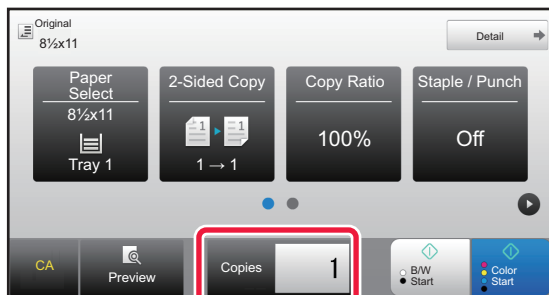 Original
8½x11
Detail
Paper
Select
8½x11
Tray 1
2-Sided Copy
1
1
1 → 1
Copy Ratio
100%
Staple / Punch
Off
CA
Preview
Copies
1
B/W
Start
Color
Start